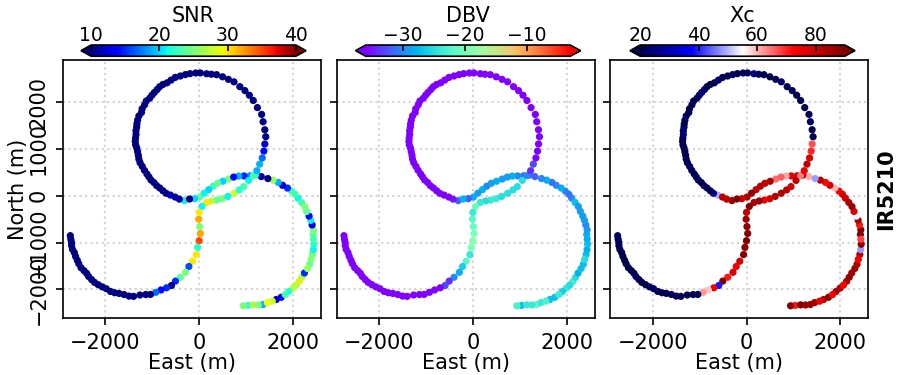 SNR DBV Xc
10 20 30 40 −30 −20 −10 20 40 60 80
2000
1000
0
−1000
−2000
North (m)
IR5210
−2000 0 2000 −2000 0 2000 −2000 0 2000
East (m) East (m) East (m)